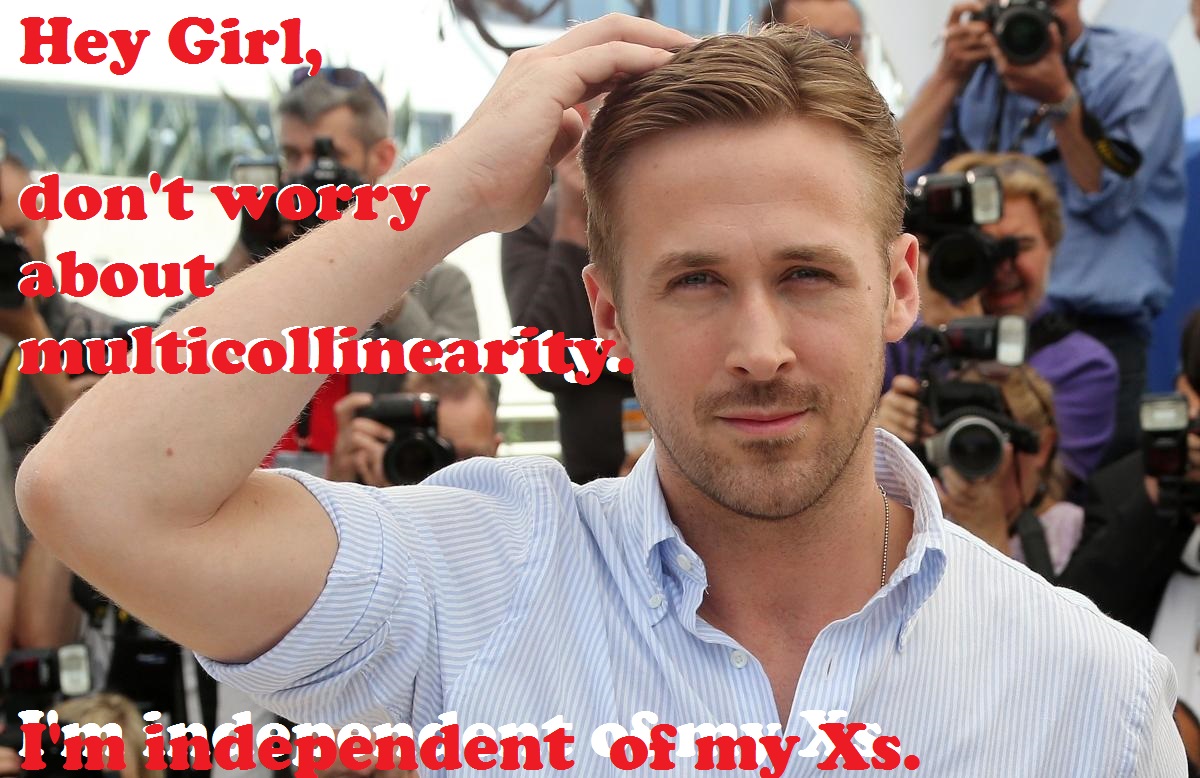 Hey Girl,
don't worry
about
multicollinearity.
I'm independent of my Xs.